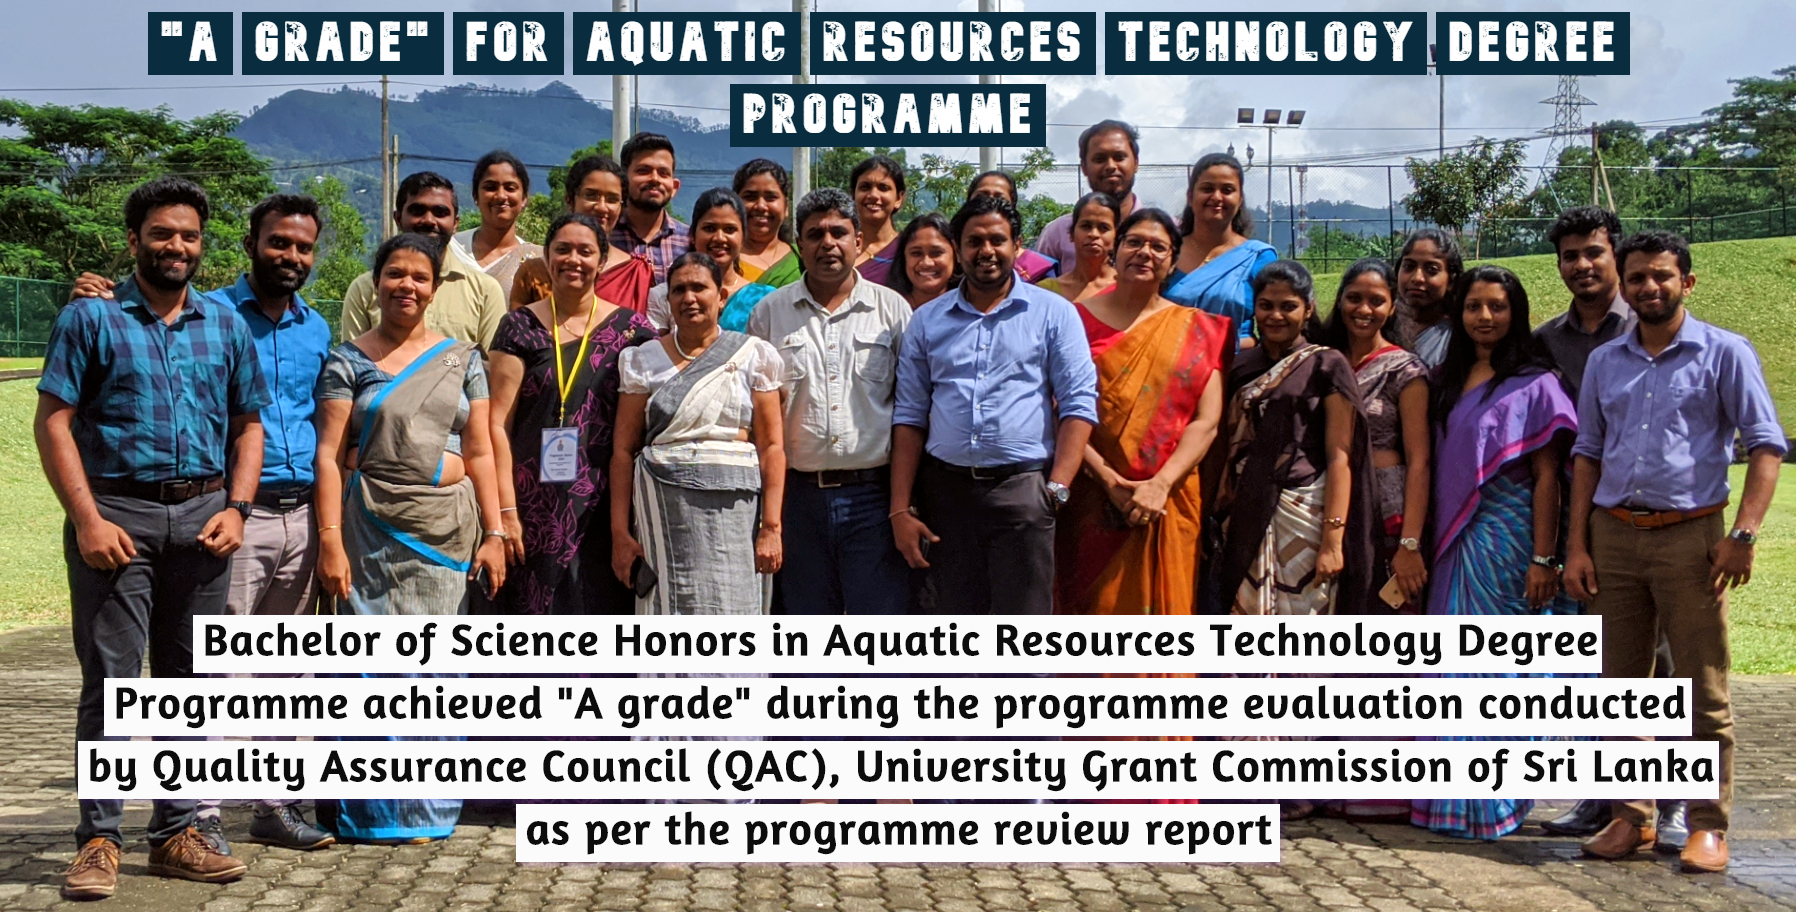 "A GRADE" FOR AQUATIC RESOURCES TECHNOLOGY DEGREE
PROGRAMME
Bachelor of Science Honors in Aquatic Resources Technology Degree
Programme achieved "A grade" during the programme evaluation conducted
by Quality Assurance Council (QAC), University Grant Commission of Sri Lanka
as per the programme review report